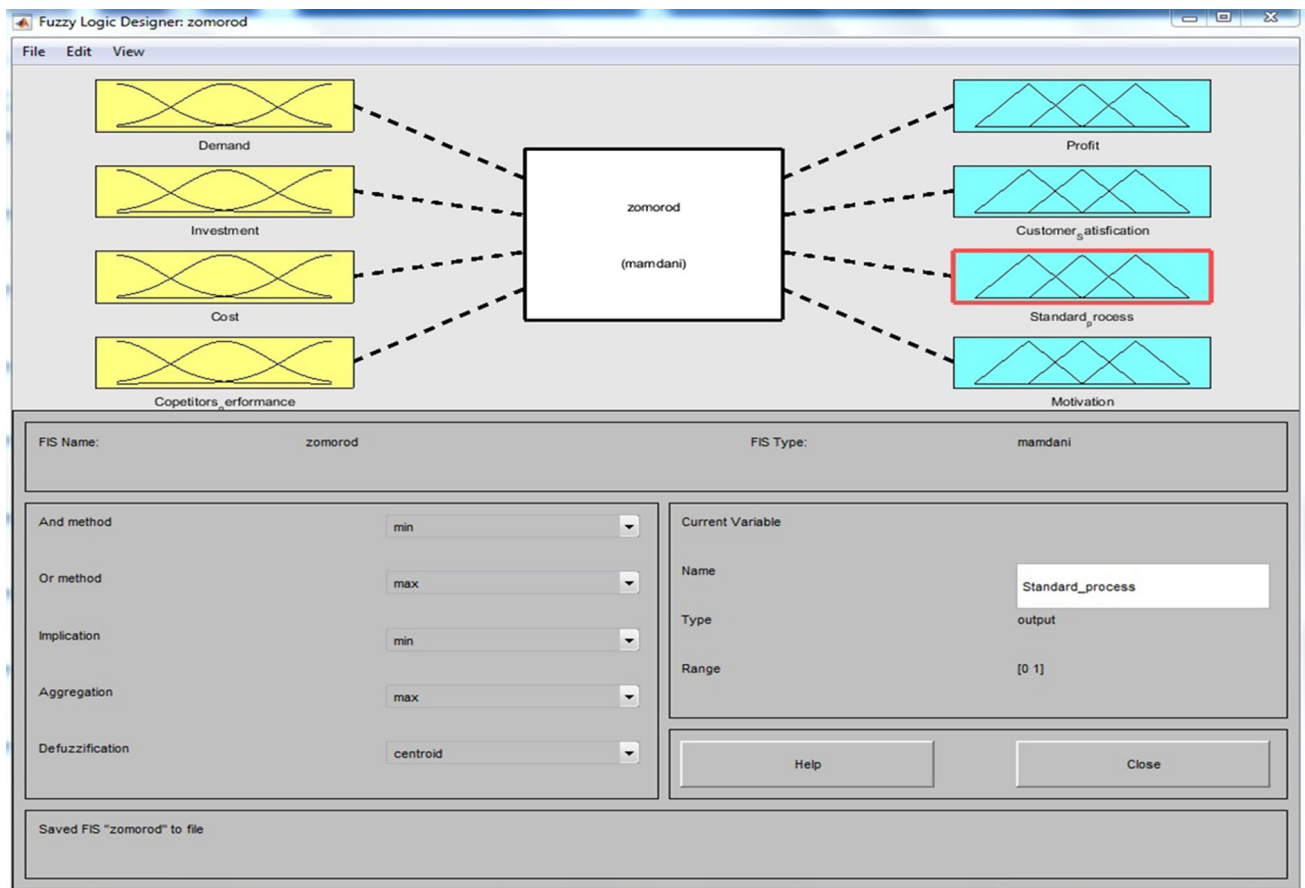 Fuzzy Logic Designer: zomorod
File Edit View
Demand
Investment
Cost
Copetitors_performance
zomorod
(mamdani)
Profit
Customer_Satisfication
Standard_process
Motivation
FIS Name: zomorod FIS Type: mamdani
And method min
Or method max
Implication min
Aggregation max
Defuzzification centroid
Current Variable
Name Standard_process
Type output
Range [0 1]
Help Close
Saved FIS "zomorod" to file